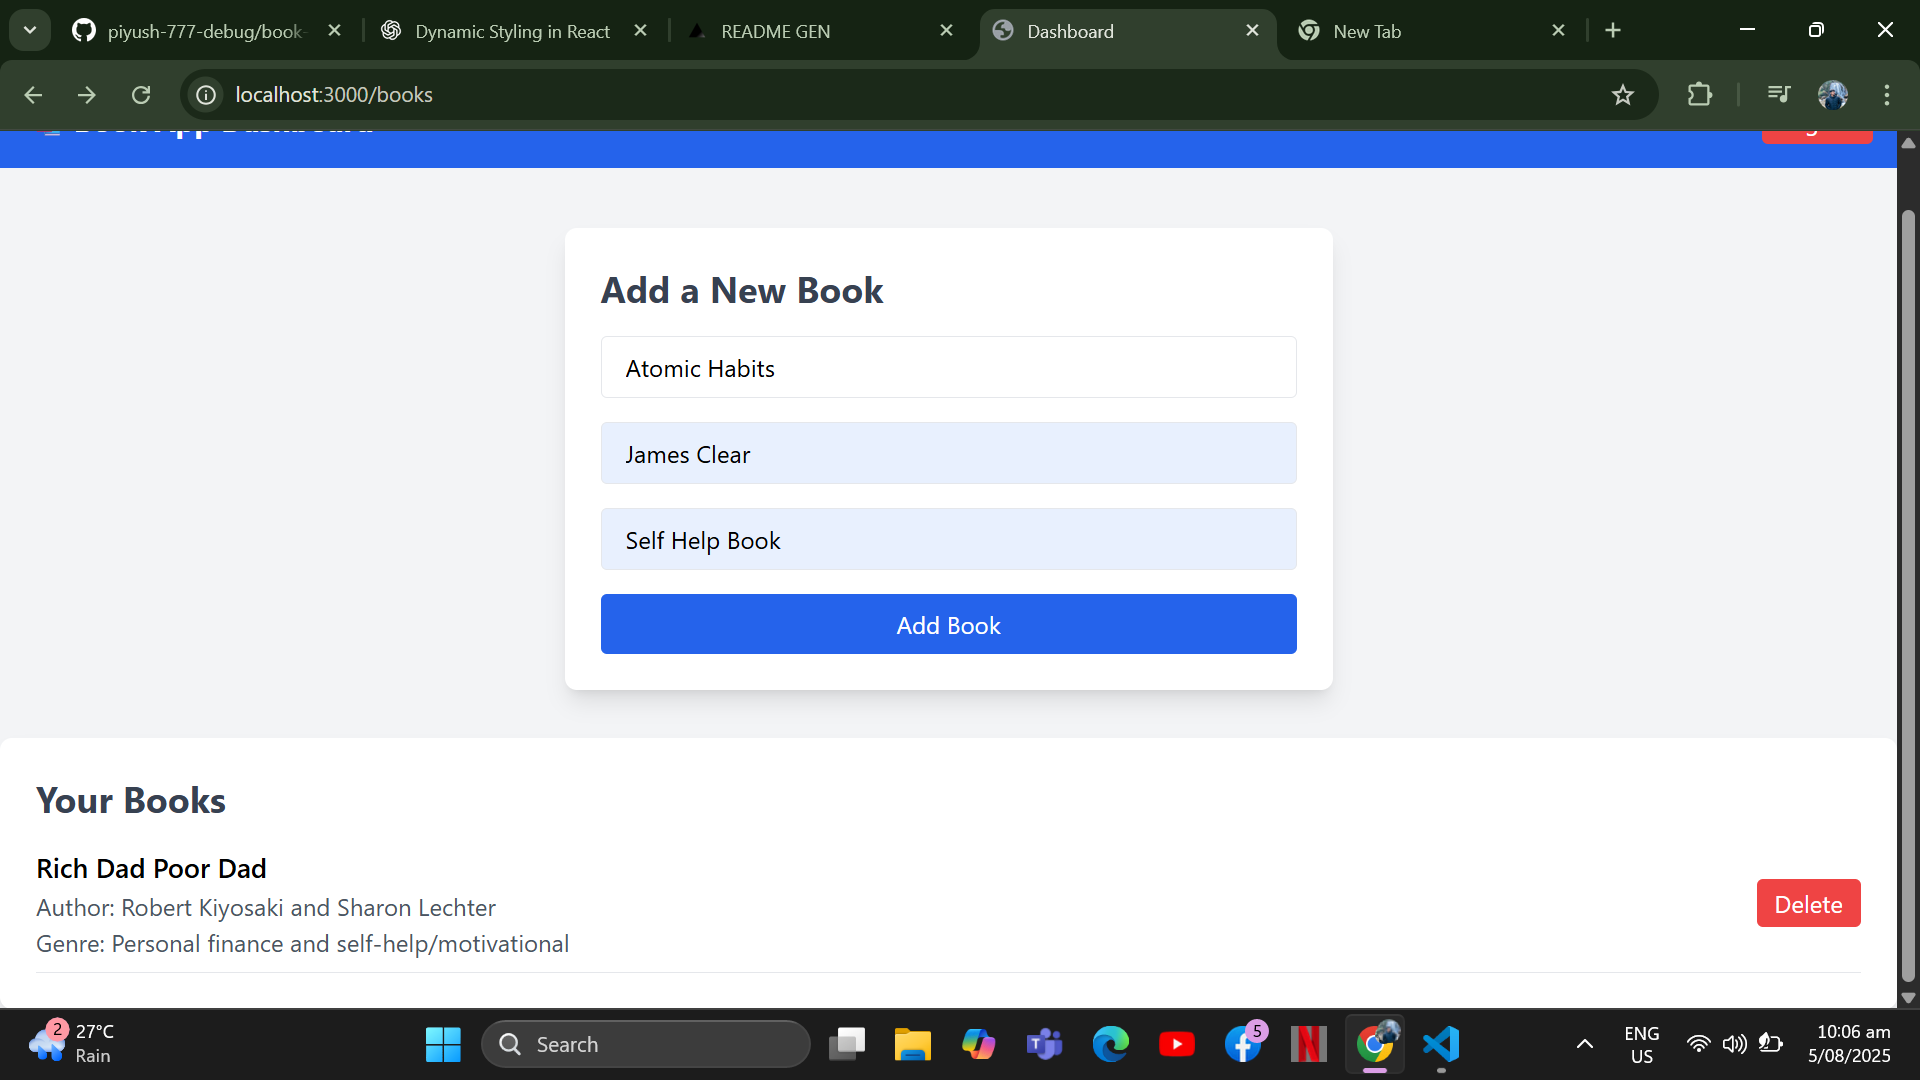 piyush-777-debug/book-
Dynamic Styling in React
README GEN
Dashboard
New Tab
localhost:3000/books
Add a New Book
Atomic Habits
James Clear
Self Help Book
Add Book
Your Books
Rich Dad Poor Dad
Author: Robert Kiyosaki and Sharon Lechter
Genre: Personal finance and self-help/motivational
Delete
2
27°C
Rain
Search
5
ENG
US
10:06 am
5/08/2025